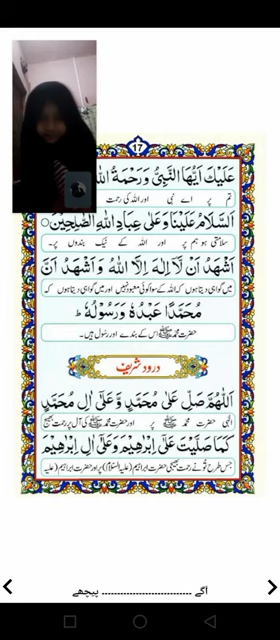 17
عَلَيْكَ اَيُّهَا النَّبِيُّ وَرَحْمَةُ اللهِ
تم پر اے نبی اور اللہ کی رحمت
اَلسَّلَامُ عَلَيْنَا وَعَلٰى عِبَادِ اللهِ الصّٰلِحِيْنَ
سلامتی ہو ہم پر اور اللہ کے نیک بندوں پر۔
اَشْهَدُ اَنْ لَّآ اِلٰهَ اِلَّا اللهُ وَاَشْهَدُ اَنَّ
میں گواہی دیتا ہوں کہ اللہ کے سوا کوئی معبود نہیں اور میں گواہی دیتا ہوں کہ
مُحَمَّدًا عَبْدُهٗ وَرَسُوْلُهٗ ط
حضرت محمد ﷺ اس کے بندے اور رسول ہیں۔
درود شریف
اَللّٰهُمَّ صَلِّ عَلٰى مُحَمَّدٍ وَّعَلٰٓى اٰلِ مُحَمَّدٍ
الٰہی حضرت محمد ﷺ پر اور حضرت محمد ﷺ کی آل پر رحمت بھیج
كَمَا صَلَّيْتَ عَلٰٓى اِبْرٰهِيْمَ وَعَلٰٓى اٰلِ اِبْرٰهِيْمَ
جس طرح تو نے رحمت بھیجی حضرت ابراہیم (علیہ السلام) پر اور حضرت ابراہیم (علیہ
آگے ............................ پیچھے